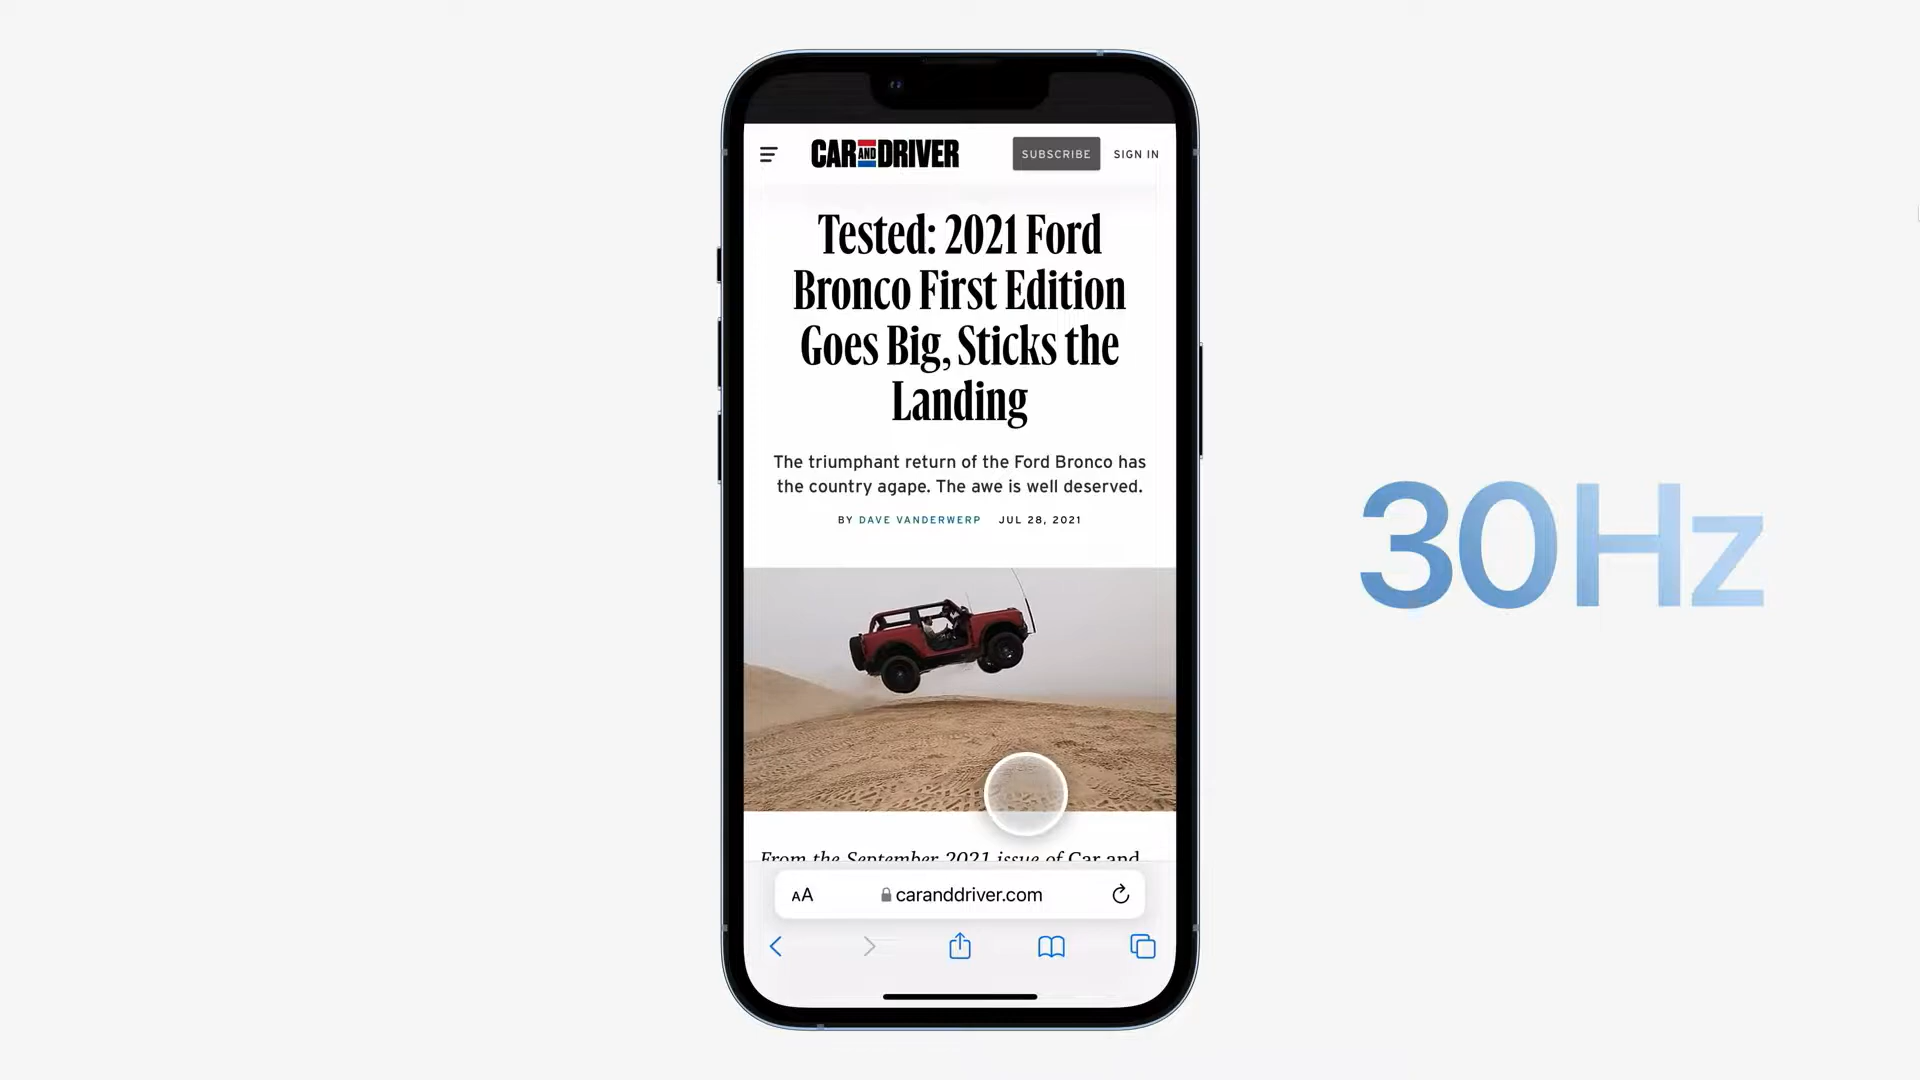 CAR AND DRIVER
SUBSCRIBE
SIGN IN
Tested: 2021 Ford
Bronco First Edition
Goes Big, Sticks the
Landing
The triumphant return of the Ford Bronco has
the country agape. The awe is well deserved.
BY DAVE VANDERWERP JUL 28, 2021
30Hz
From the September 2021 issue of Car and
AA
caranddriver.com